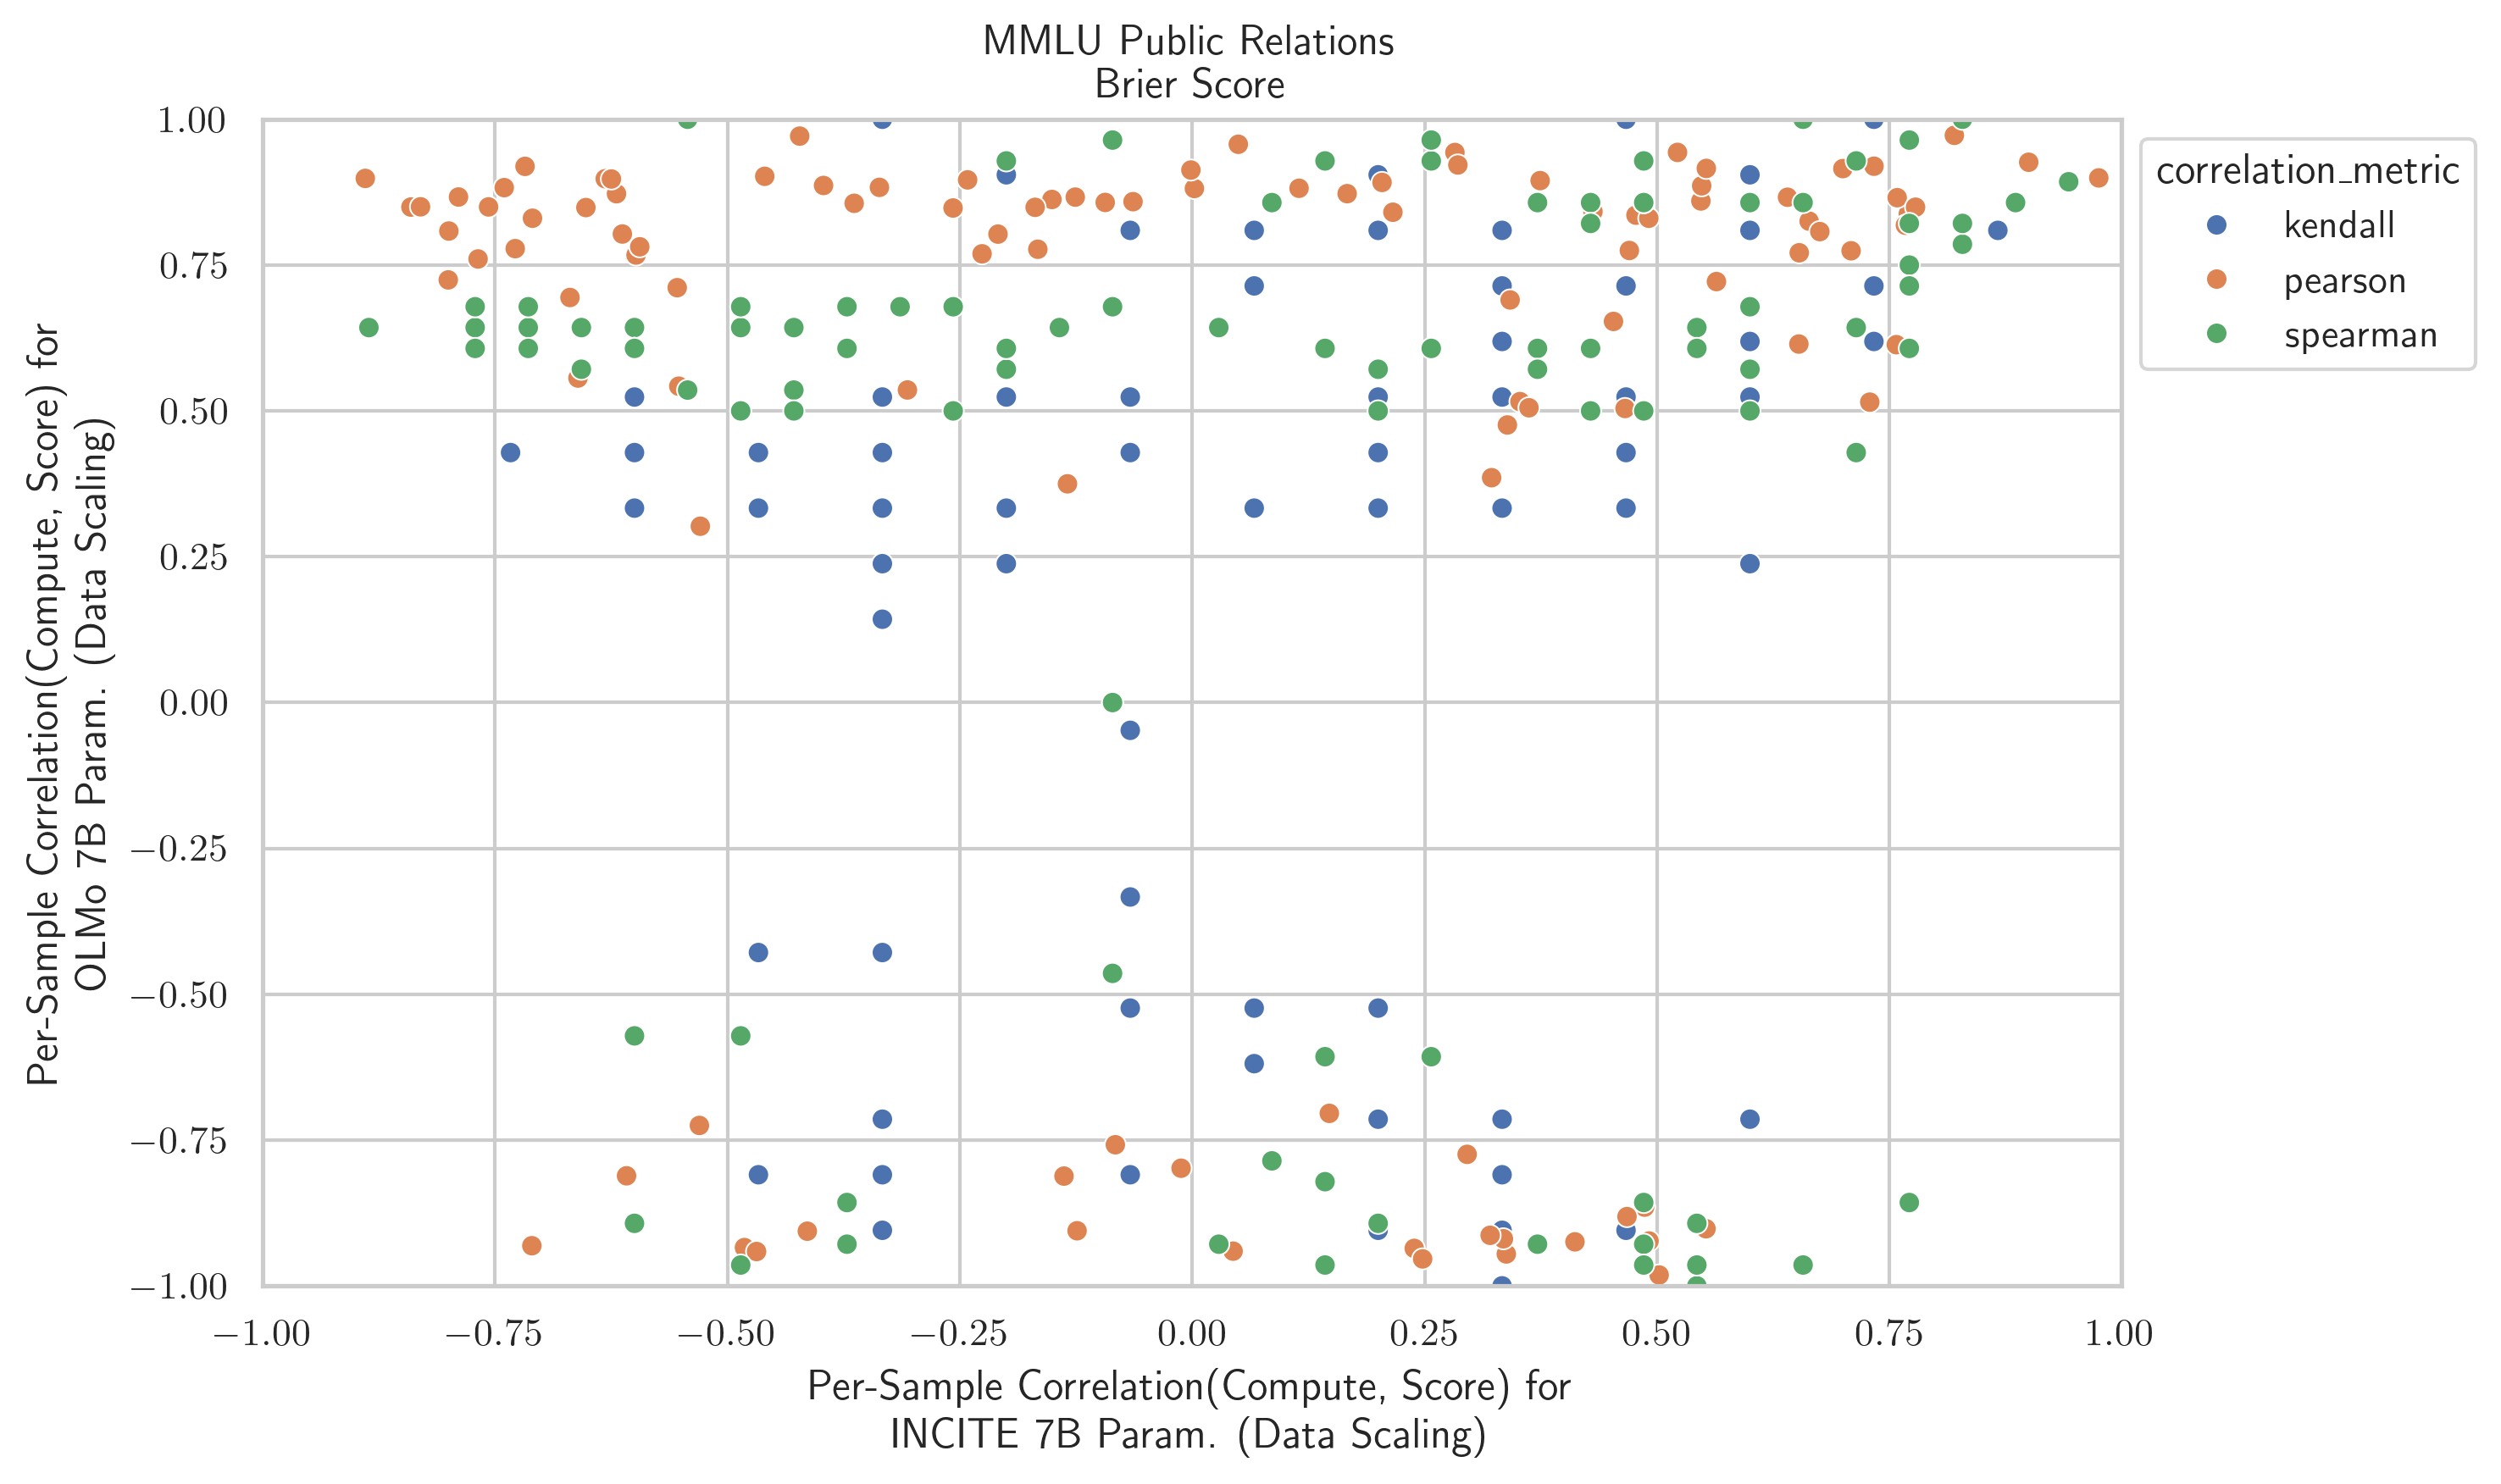 MMLU Public Relations
Brier Score
Per-Sample Correlation(Compute, Score) for
OLMo 7B Param. (Data Scaling)
1.00
0.75
0.50
0.25
0.00
−0.25
−0.50
−0.75
−1.00
−1.00
−0.75
−0.50
−0.25
0.00
0.25
0.50
0.75
1.00
Per-Sample Correlation(Compute, Score) for
INCITE 7B Param. (Data Scaling)
correlation_metric
kendall
pearson
spearman